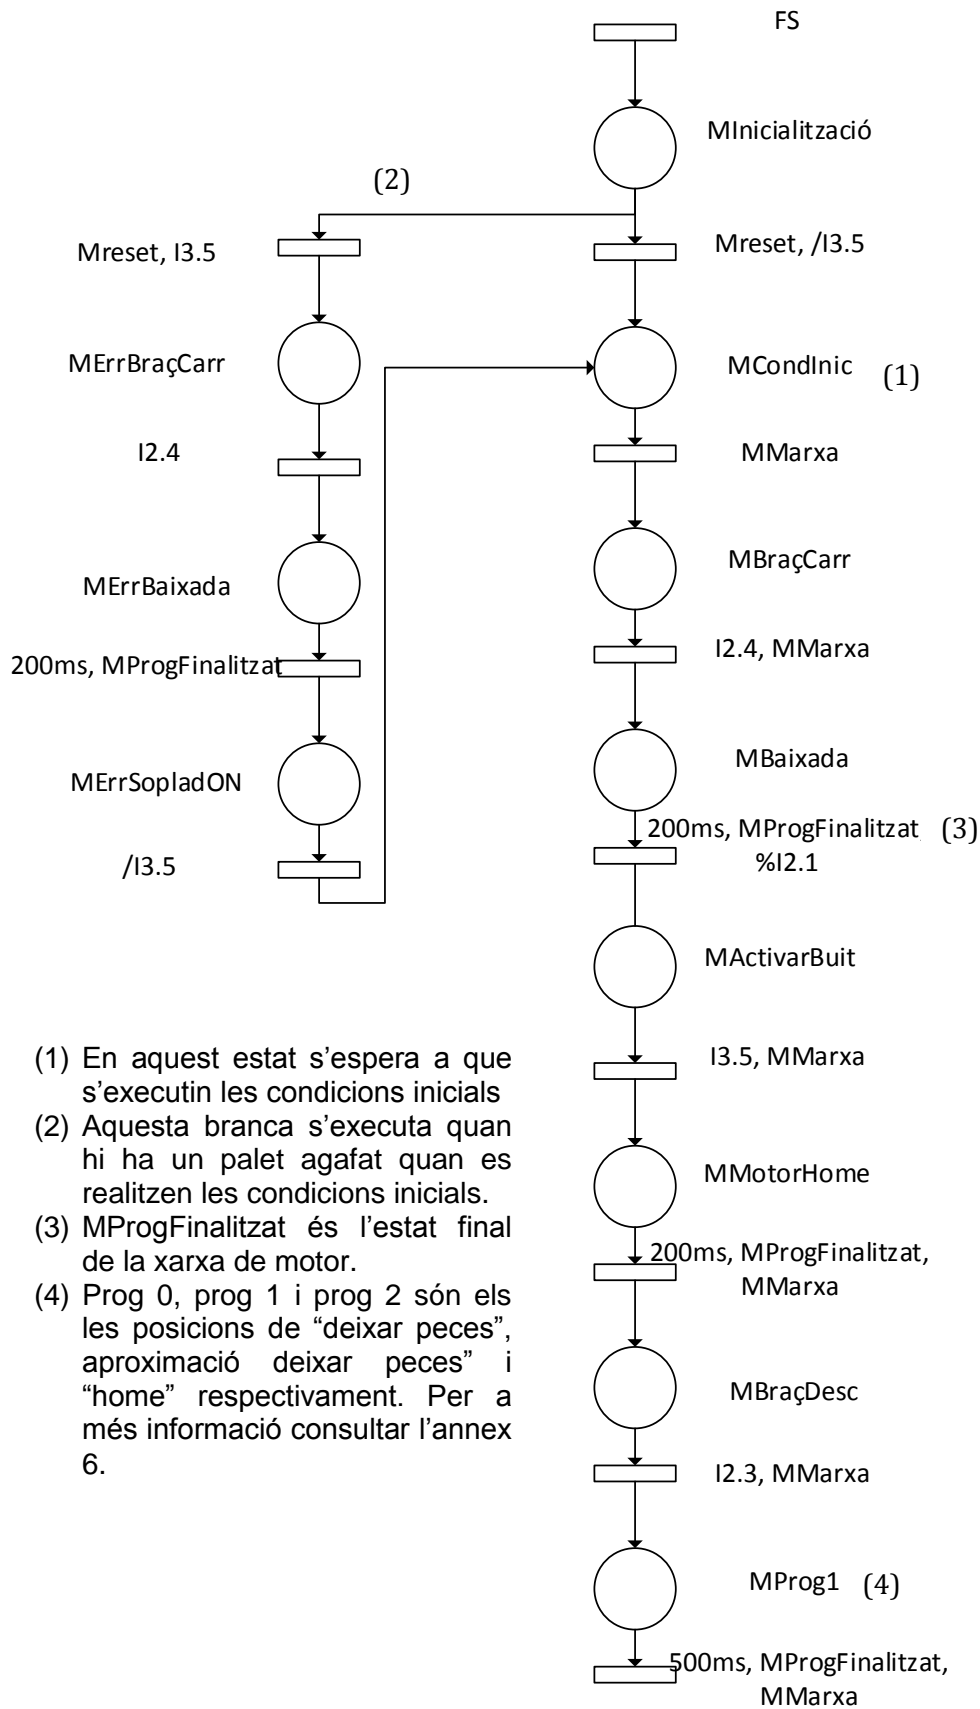 FS
MInicialització
(2)
Mreset, I3.5
Mreset, /I3.5
MErrBraçCarr
MCondInic
(1)
I2.4
MMarxa
MErrBaixada
MBraçCarr
200ms, MProgFinalitzat
I2.4, MMarxa
MErrSopladON
MBaixada
200ms, MProgFinalitzat,
(3)
%I2.1
/I3.5
MActivarBuit
I3.5, MMarxa
MMotorHome
200ms, MProgFinalitzat,
MMarxa
MBraçDesc
I2.3, MMarxa
MProg1
(4)
500ms, MProgFinalitzat,
MMarxa
(1) En aquest estat s’espera a que
s’executin les condicions inicials
(2) Aquesta branca s’executa quan
hi ha un palet agafat quan es
realitzen les condicions inicials.
(3) MProgFinalitzat és l’estat final
de la xarxa de motor.
(4) Prog 0, prog 1 i prog 2 són els
les posicions de “deixar peces”,
aproximació deixar peces” i
“home” respectivament. Per a
més informació consultar l’annex
6.